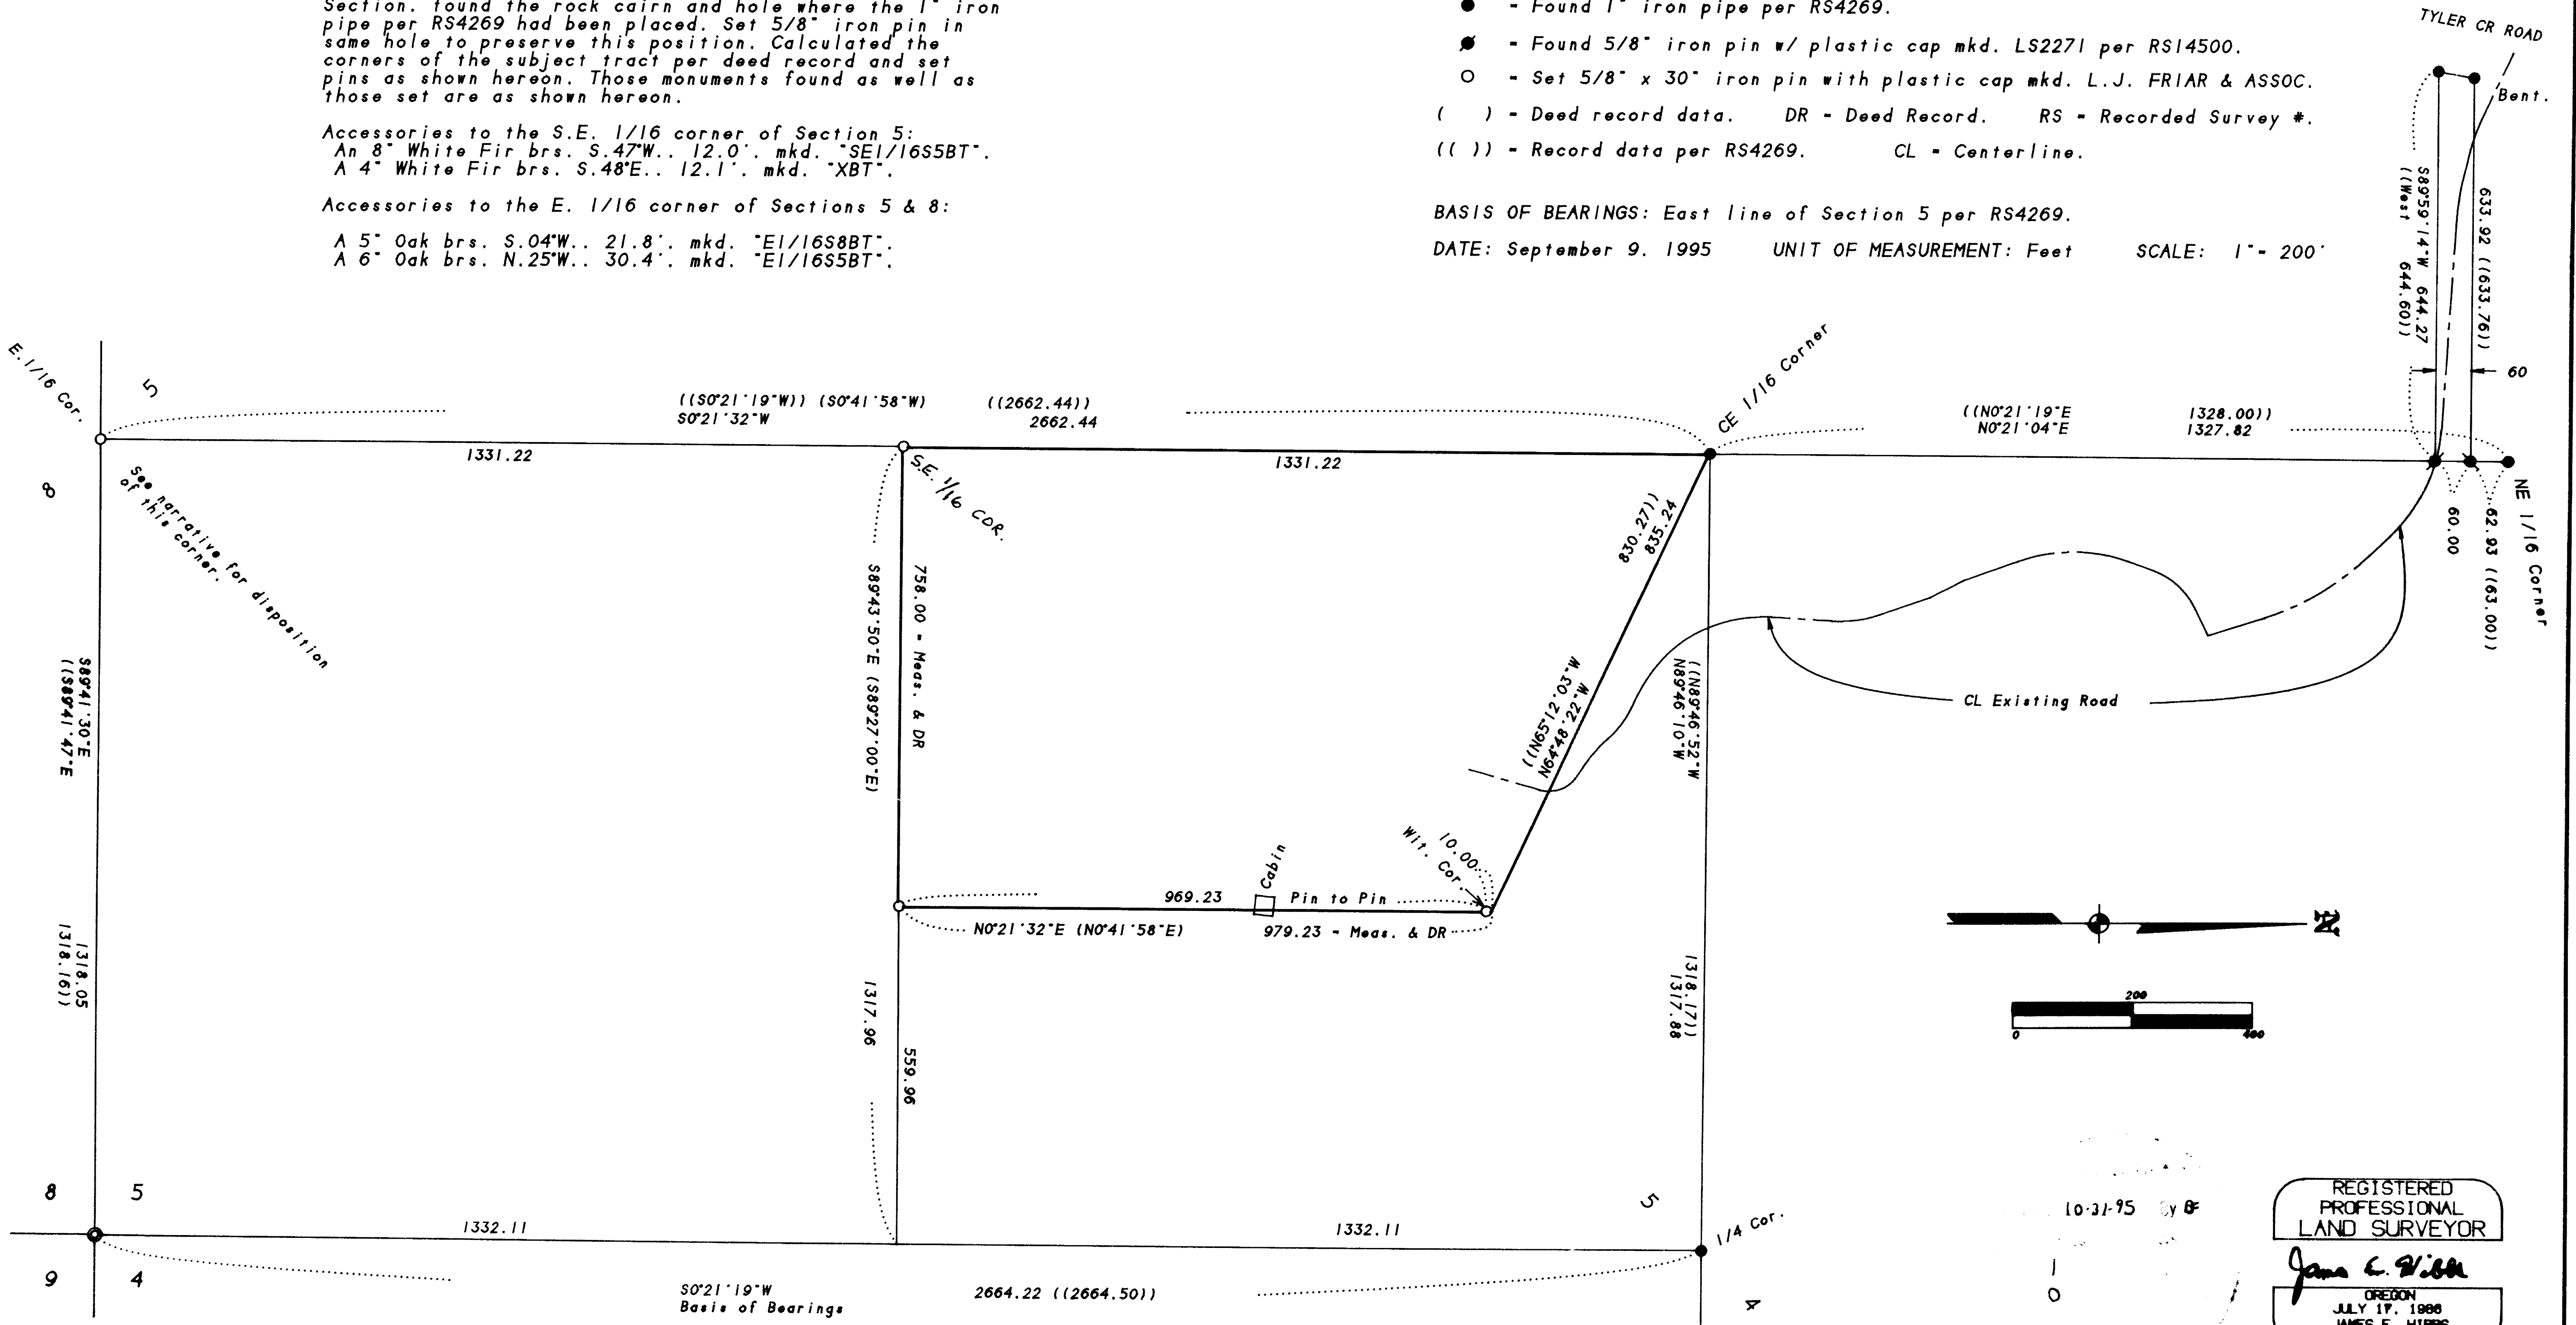 Section. found the rock cairn and hole where the 1" iron
pipe per RS4269 had been placed. Set 5/8" iron pin in
same hole to preserve this position. Calculated the
corners of the subject tract per deed record and set
pins as shown hereon. Those monuments found as well as
those set are as shown hereon.
Accessories to the S.E. 1/16 corner of Section 5:
An 8" White Fir brs. S.47°W.. 12.0'. mkd. "SE1/16S5BT".
A 4" White Fir brs. S.48°E.. 12.1'. mkd. "XBT".
Accessories to the E. 1/16 corner of Sections 5 & 8:
A 5" Oak brs. S.04°W.. 21.8'. mkd. "E1/16S8BT".
A 6" Oak brs. N.25°W.. 30.4'. mkd. "E1/16S5BT".
- Found 1" iron pipe per RS4269.
- Found 5/8" iron pin w/ plastic cap mkd. LS2271 per RS14500.
- Set 5/8" x 30" iron pin with plastic cap mkd. L.J. FRIAR & ASSOC.
( ) - Deed record data. DR - Deed Record. RS - Recorded Survey #.
(( )) - Record data per RS4269. CL - Centerline.
BASIS OF BEARINGS: East line of Section 5 per RS4269.
DATE: September 9. 1995 UNIT OF MEASUREMENT: Feet SCALE: 1"- 200'
TYLER CR ROAD
Bent.
S89°59'14"W 644.27
((West 644.60))
633.92 ((633.76))
60
E.1/16 Cor.
5
8
((S0°21'19"W)) (S0°41'58"W) ((2662.44))
S0°21'32"W 2662.44
CE 1/16 Corner
((N0°21'19"E 1328.00))
N0°21'04"E 1327.82
1331.22
1331.22
See narrative for disposition
of this corner.
S.E. 1/16 COR.
830.27))
835.24
60.00
62.93 ((63.00))
NE 1/16 Corner
758.00 - Meas. & DR
S89°43'50"E (S89°27'00"E)
S89°41'30"E
((S89°41'47"E
((N65°12'03"W
N64°48'22"W
((N89°46'52"W
N89°46'10"W
CL Existing Road
10.00
Wit. Cor.
Cabin
969.23 Pin to Pin
N0°21'32"E (N0°41'58"E) 979.23 - Meas. & DR
N
1318.05
1318.16))
1317.96
559.96
1318.17))
1317.88
200
0 400
8 5
9 4
1332.11
1332.11
5
1/4 Cor.
4
S0°21'19"W 2664.22 ((2664.50))
Basis of Bearings
10-31-95 By BF
REGISTERED
PROFESSIONAL
LAND SURVEYOR
James E. Hibbs
OREGON
JULY 17, 1986
JAMES E. HIBBS